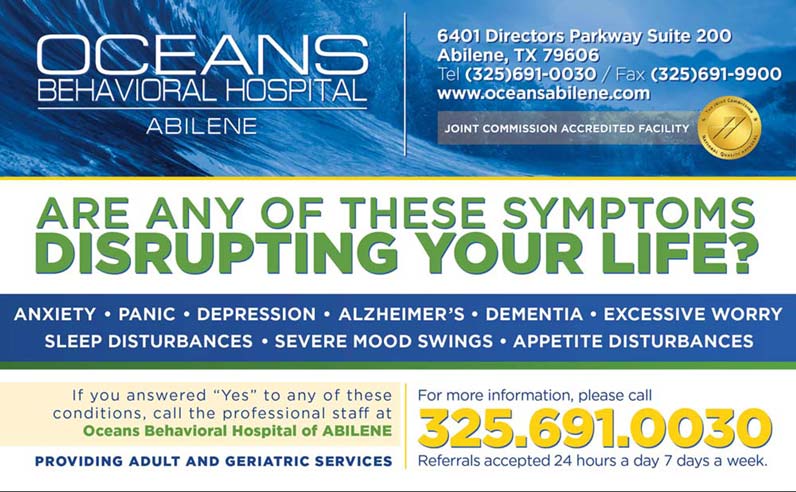 OCEANS
BEHAVIORAL HOSPITAL
ABILENE
6401 Directors Parkway Suite 200
Abilene, TX 79606
Tel (325)691-0030 / Fax (325)691-9900
www.oceansabilene.com
JOINT COMMISSION ACCREDITED FACILITY
ARE ANY OF THESE SYMPTOMS
DISRUPTING YOUR LIFE?
ANXIETY • PANIC • DEPRESSION • ALZHEIMER'S • DEMENTIA • EXCESSIVE WORRY
SLEEP DISTURBANCES • SEVERE MOOD SWINGS • APPETITE DISTURBANCES
If you answered “Yes” to any of these
conditions, call the professional staff at
Oceans Behavioral Hospital of ABILENE
PROVIDING ADULT AND GERIATRIC SERVICES
For more information, please call
325.691.0030
Referrals accepted 24 hours a day 7 days a week.